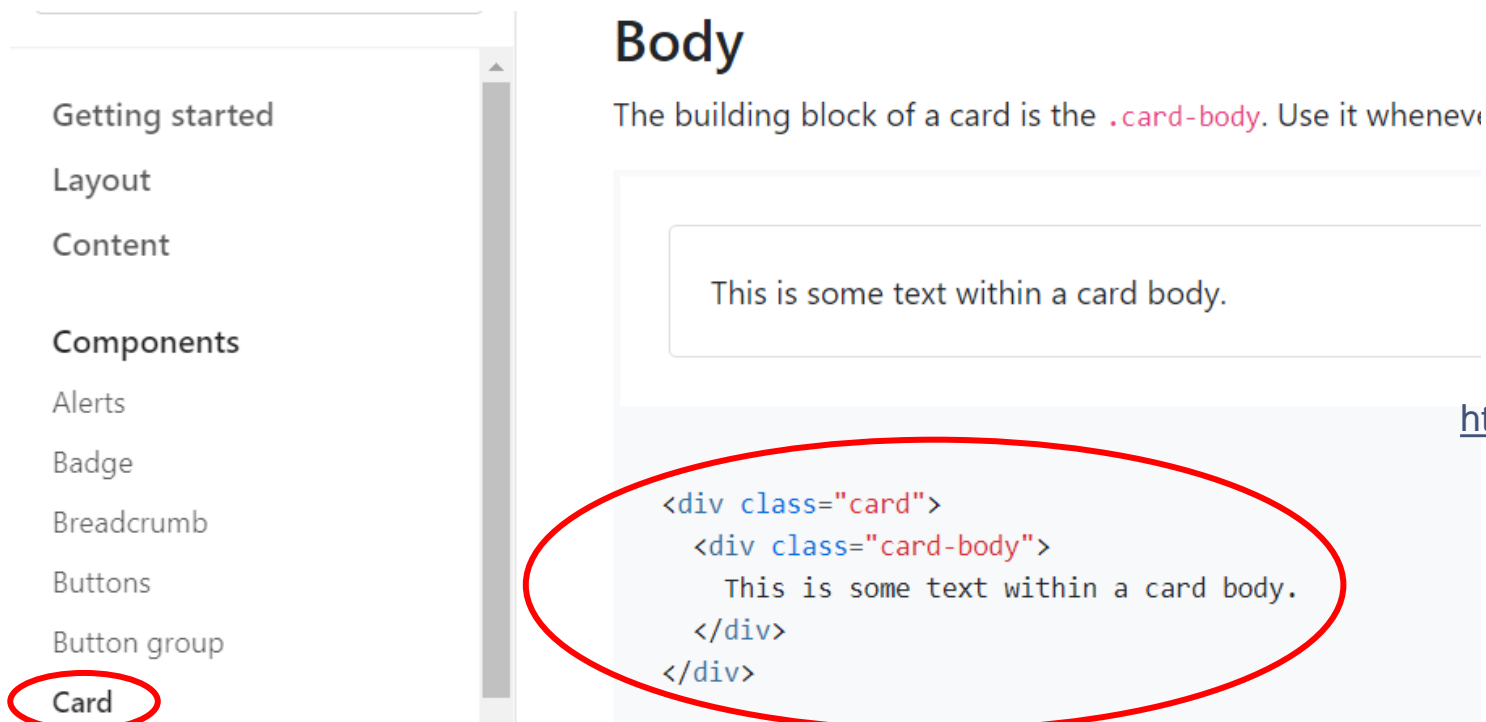 Getting started
Layout
Content
Components
Alerts
Badge
Breadcrumb
Buttons
Button group
Card
Body
The building block of a card is the .card-body. Use it
This is some text within a card body.
<div class="card">
<div class="card-body">
This is some text within a card body.
</div>
</div>